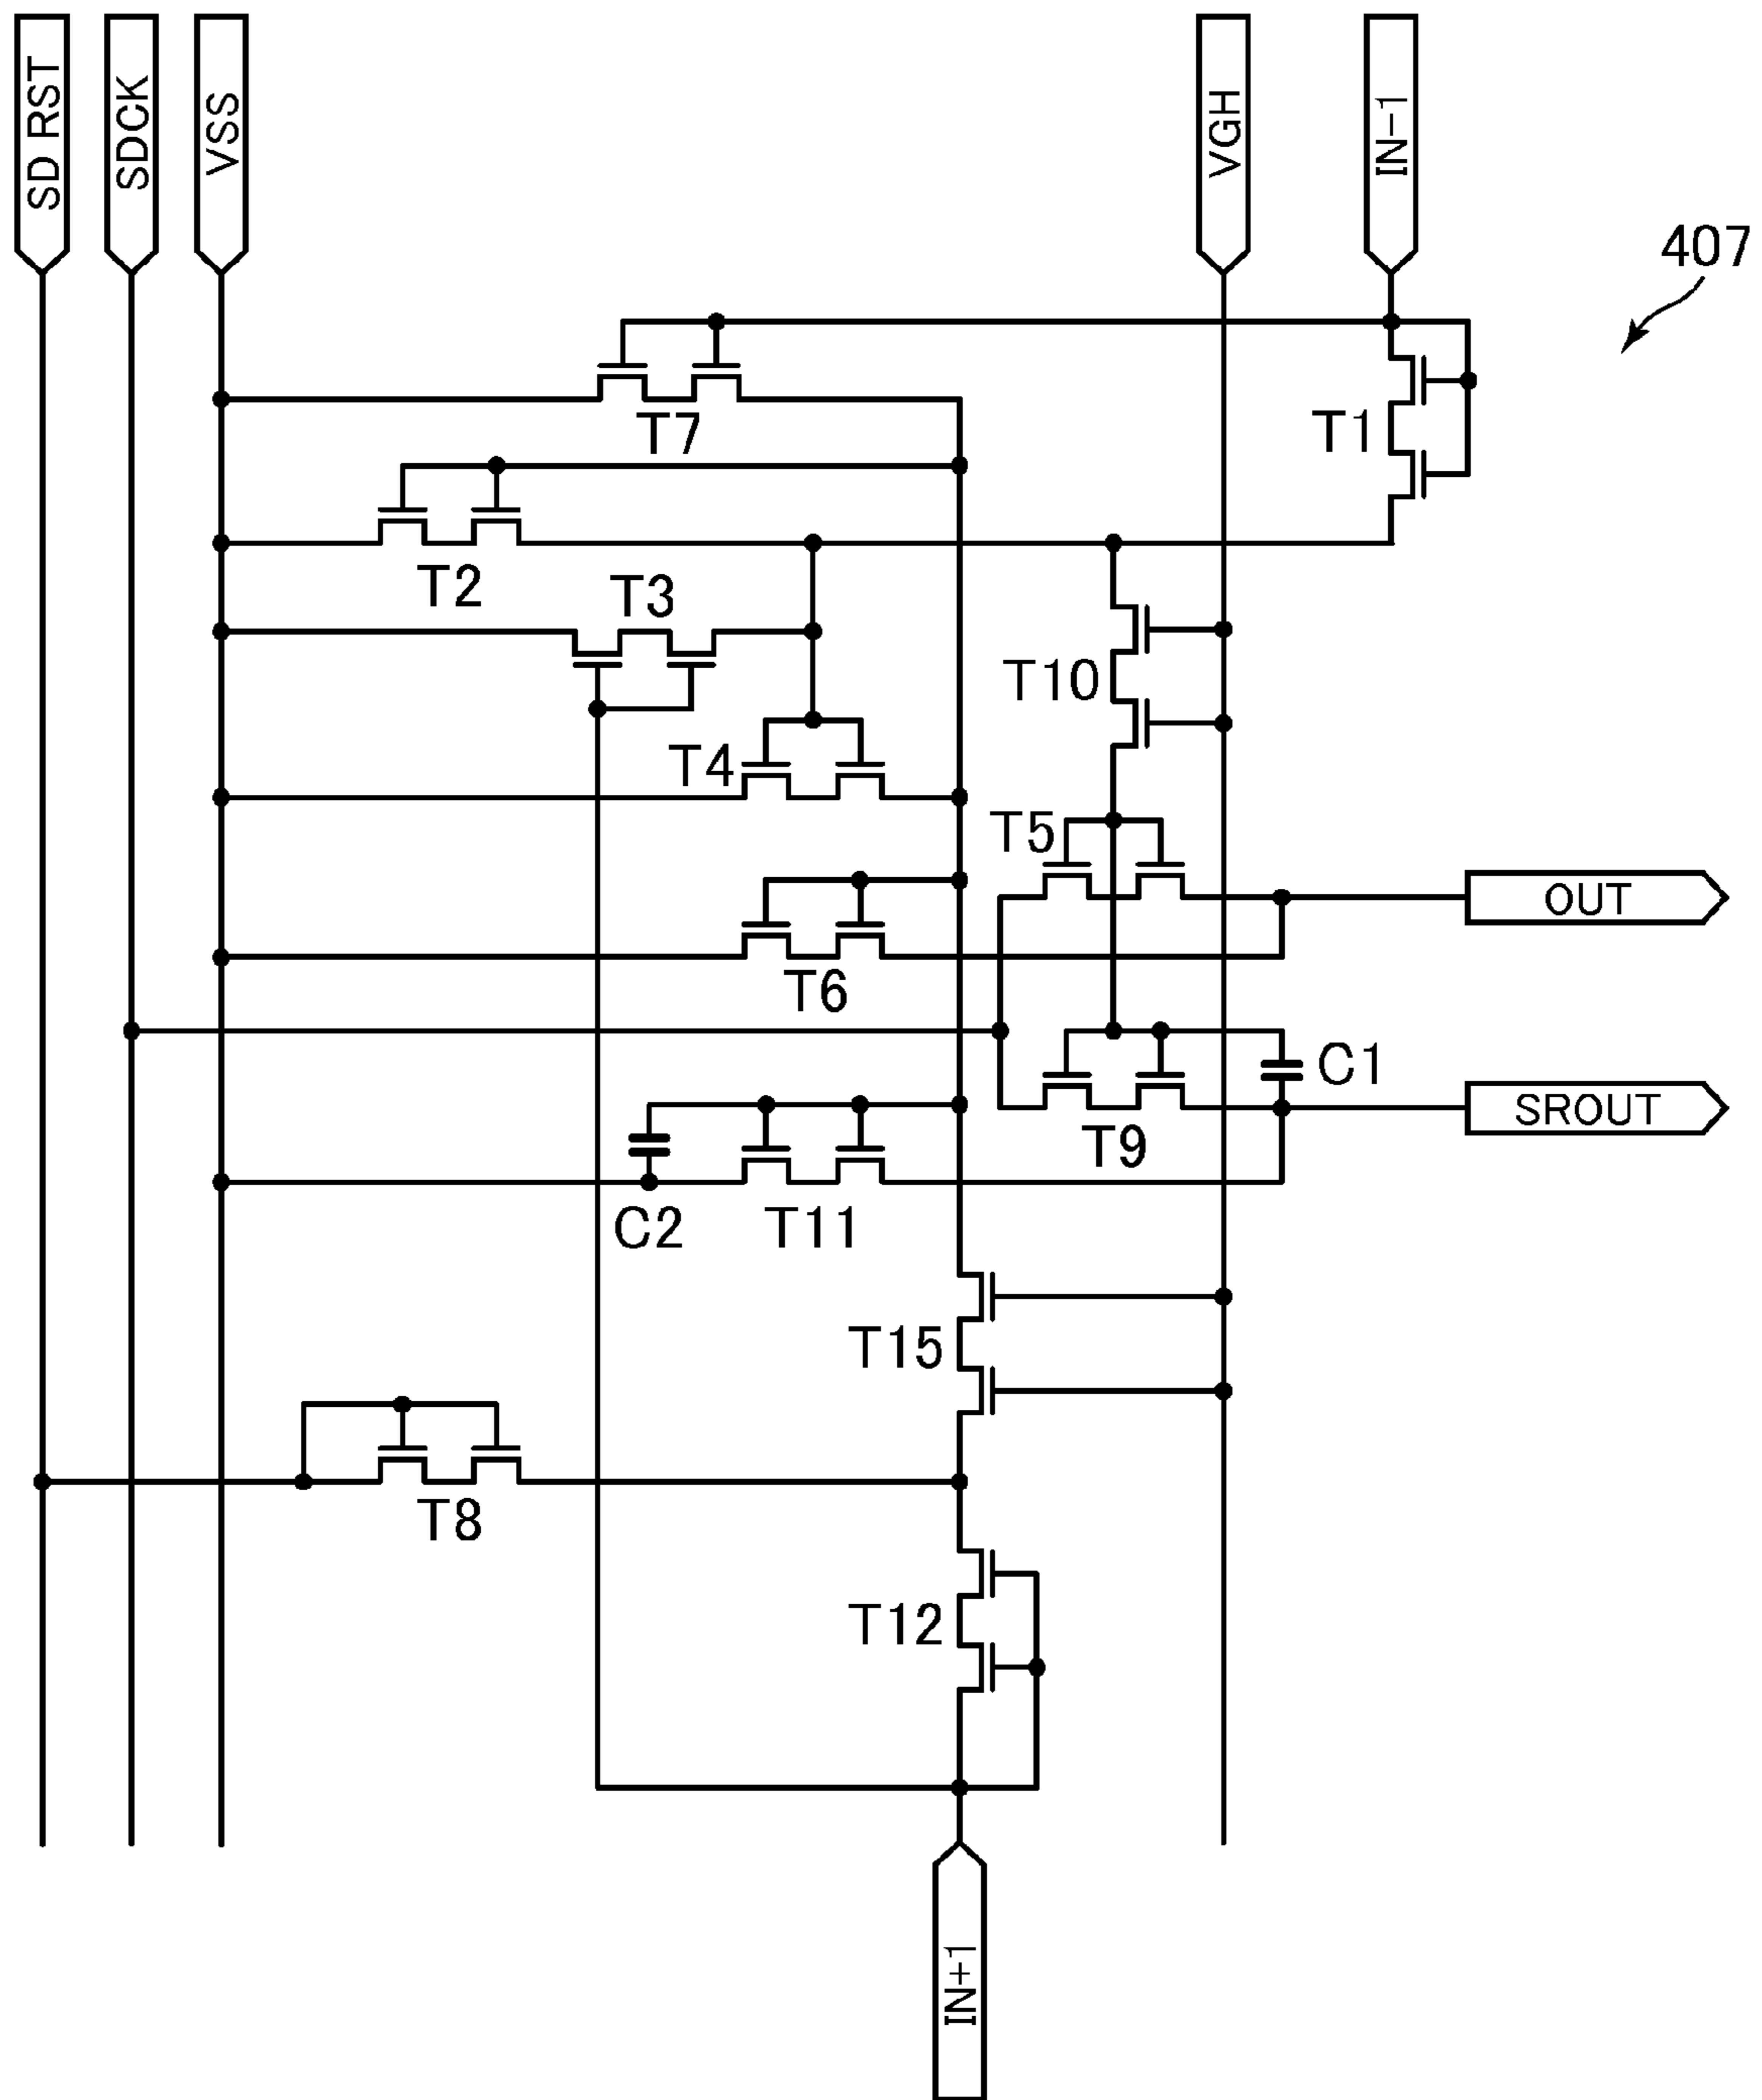 SD RST
SDCK
VSS
VGH
IN-1
407
T7
T1
T2
T3
T10
T4
T5
OUT
T6
C1
SROUT
T9
C2
T11
T15
T8
T12
IN+1